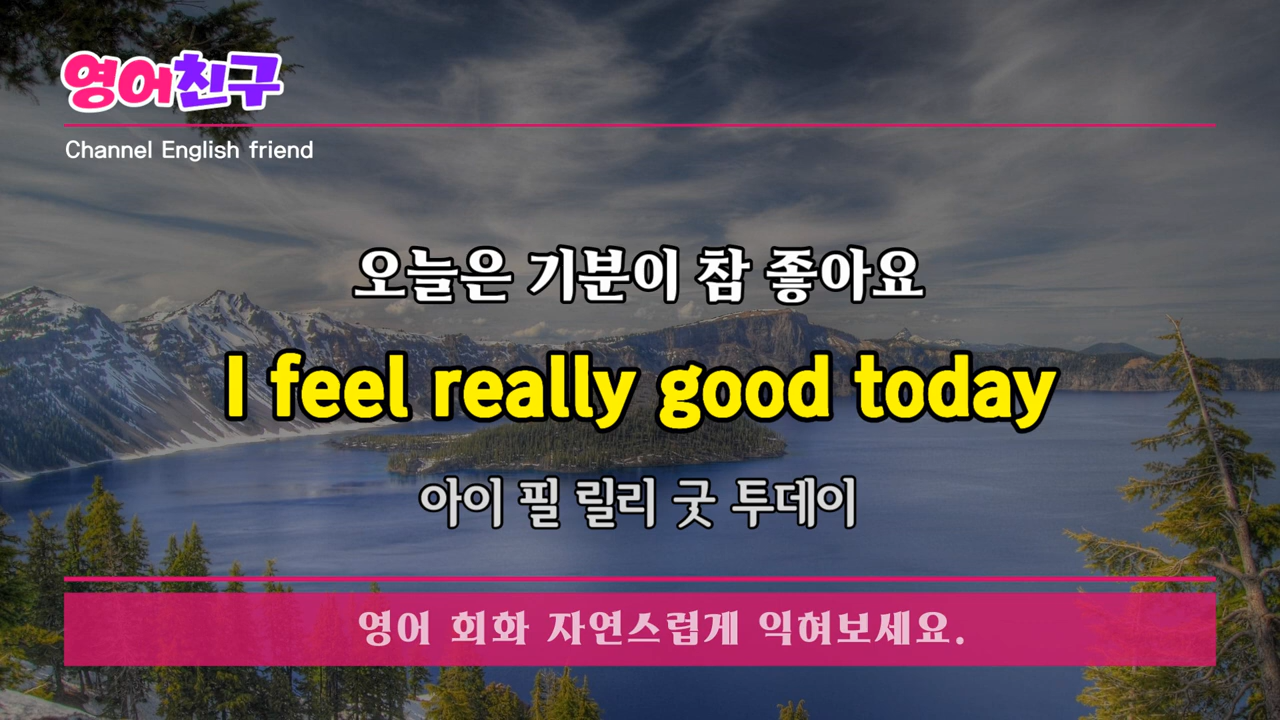 영어친구
Channel English friend
오늘은 기분이 참 좋아요
I feel really good today
아이 필 릴리 굿 투데이
영어 회화 자연스럽게 익혀보세요.